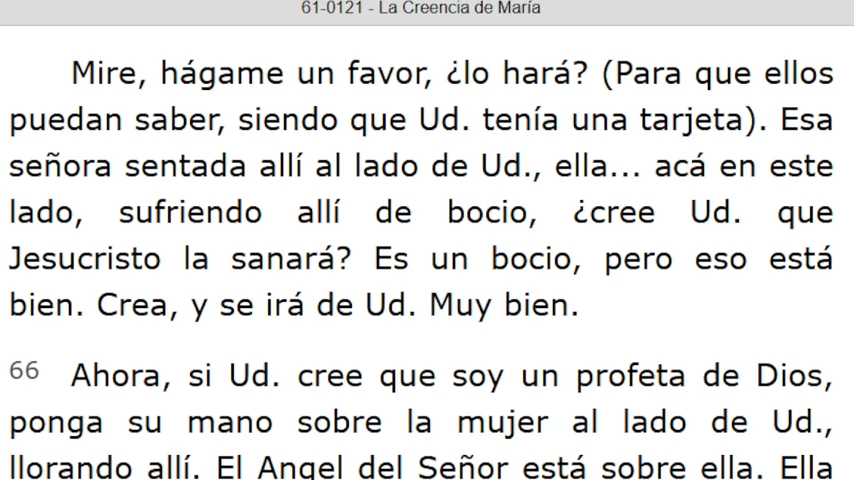 61-0121 - La Creencia de María
Mire, hágame un favor, ¿lo hará? (Para que ellos
puedan saber, siendo que Ud. tenía una tarjeta). Esa
señora sentada allí al lado de Ud., ella... acá en este
lado, sufriendo allí de bocio, ¿cree Ud. que
Jesucristo la sanará? Es un bocio, pero eso está
bien. Crea, y se irá de Ud. Muy bien.
66 Ahora, si Ud. cree que soy un profeta de Dios,
ponga su mano sobre la mujer al lado de Ud.,
llorando allí. El Angel del Señor está sobre ella. Ella